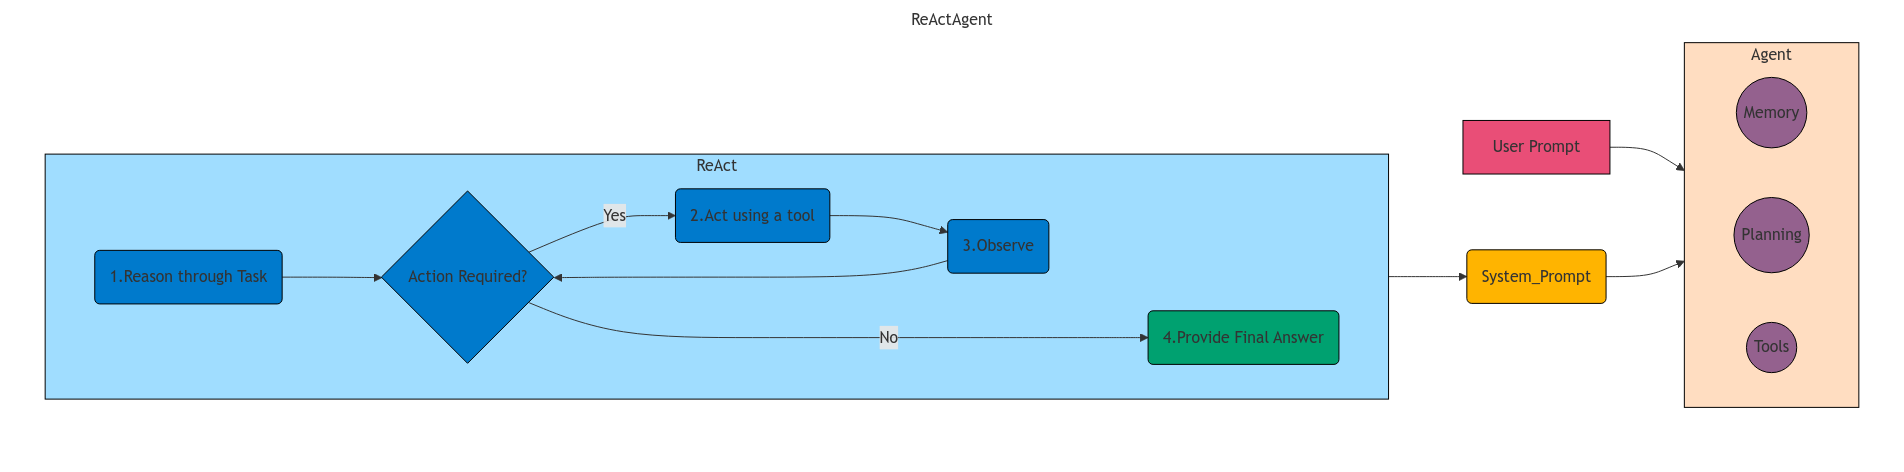 ReActAgent
ReAct
1.Reason through Task
Action Required?
Yes
2.Act using a tool
3.Observe
No
4.Provide Final Answer
User Prompt
System_Prompt
Agent
Memory
Planning
Tools